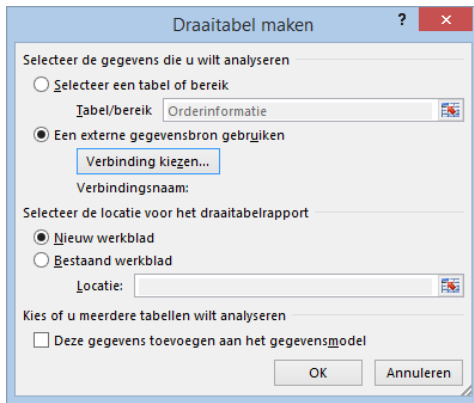 Draaitabel maken ?
Selecteer de gegevens die u wilt analyseren
Selecteer een tabel of bereik
Tabel/bereik Orderinformatie
Een externe gegevensbron gebruiken
Verbinding kiezen...
Verbindingsnaam:
Selecteer de locatie voor het draaitabelrapport
Nieuw werkblad
Bestaand werkblad
Locatie:
Kies of u meerdere tabellen wilt analyseren
Deze gegevens toevoegen aan het gegevensmodel
OK Annuleren